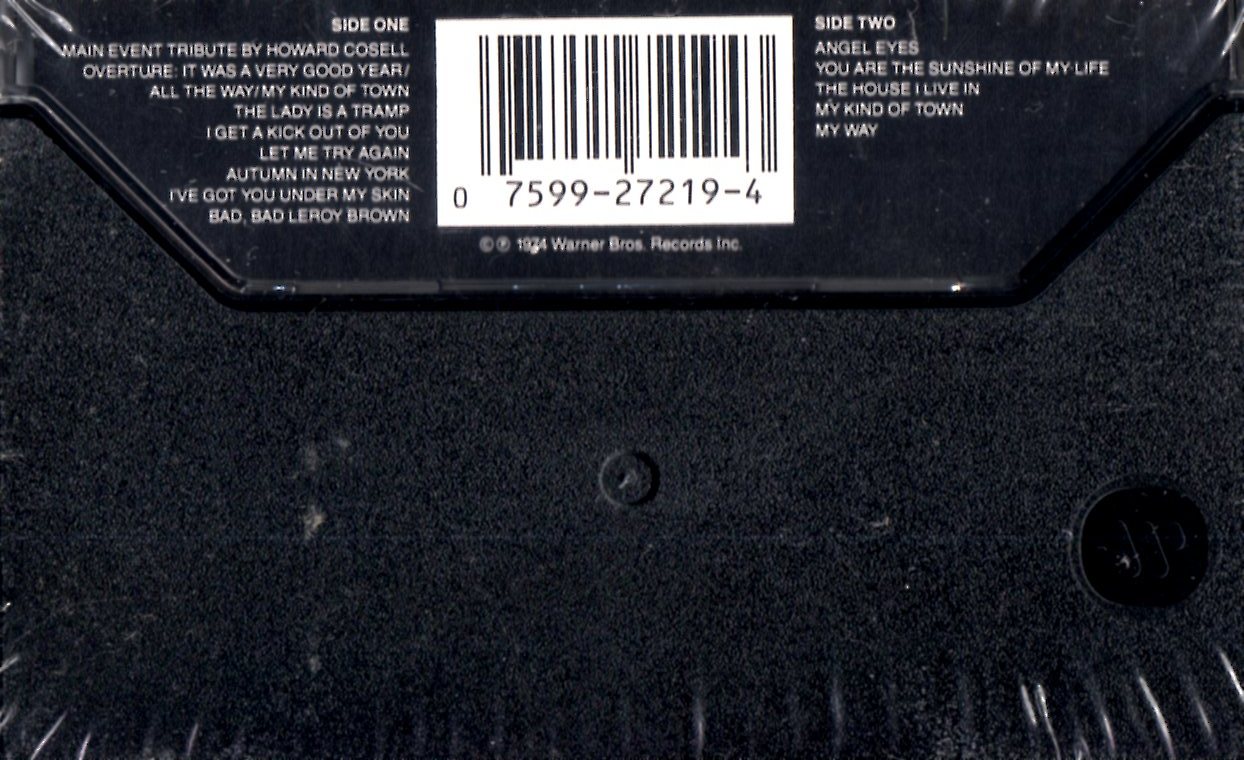 SIDE ONE
MAIN EVENT TRIBUTE BY HOWARD COSELL
OVERTURE: IT WAS A VERY GOOD YEAR/
ALL THE WAY/MY KIND OF TOWN
THE LADY IS A TRAMP
I GET A KICK OUT OF YOU
LET ME TRY AGAIN
AUTUMN IN NEW YORK
I'VE GOT YOU UNDER MY SKIN
BAD, BAD LEROY BROWN
0 7599-27219-4
© ℗ 1974 Warner Bros. Records Inc.
SIDE TWO
ANGEL EYES
YOU ARE THE SUNSHINE OF MY LIFE
THE HOUSE I LIVE IN
MY KIND OF TOWN
MY WAY